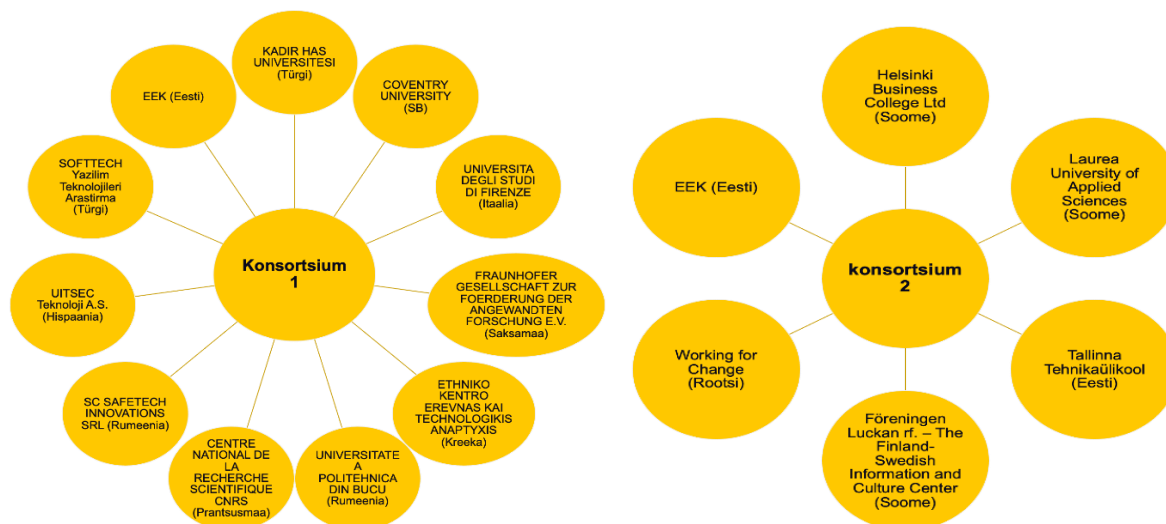 KADIR HAS
UNIVERSITESI
(Türgi)
COVENTRY
UNIVERSITY
(SB)
UNIVERSITA
DEGLI STUDI
DI FIRENZE
(Itaalia)
FRAUNHOFER
GESELLSCHAFT ZUR
FOERDERUNG DER
ANGEWANDTEN
FORSCHUNG E.V.
(Saksamaa)
ETHNIKO
KENTRO
EREVNAS KAI
TECHNOLOGIKIS
ANAPTYXIS
(Kreeka)
UNIVERSITATE
A
POLITEHNICA
DIN BUCU
(Rumeenia)
CENTRE
NATIONAL DE
LA
RECHERCHE
SCIENTIFIQUE
CNRS
(Prantsusmaa)
SC SAFETECH
INNOVATIONS
SRL (Rumeenia)
UITSEC
Teknoloji A.S.
(Hispaania)
SOFTTECH
Yazilim
Teknolojileri
Arastirma
(Türgi)
EEK (Eesti)
Konsortsium
1
Helsinki
Business
College Ltd
(Soome)
Laurea
University of
Applied
Sciences
(Soome)
Tallinna
Tehnikaülikool
(Eesti)
Föreningen
Luckan rf. – The
Finland-
Swedish
Information and
Culture Center
(Soome)
Working for
Change
(Rootsi)
EEK (Eesti)
konsortsium
2